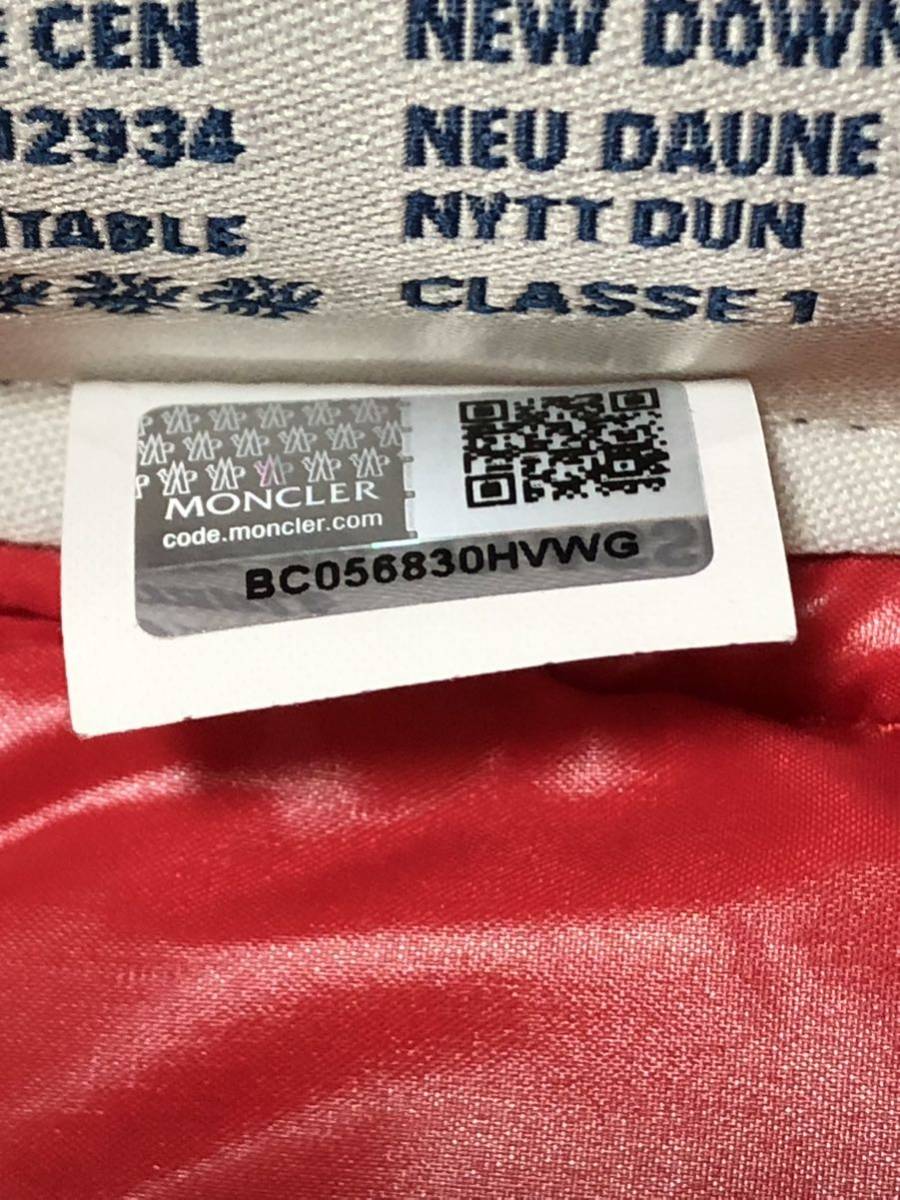 E CEN
12934
ITABLE
NEW DOWN
NEU DAUNE
NYTT DUN
CLASSE 1
MONCLER
code.moncler.com
BC056830HVWG